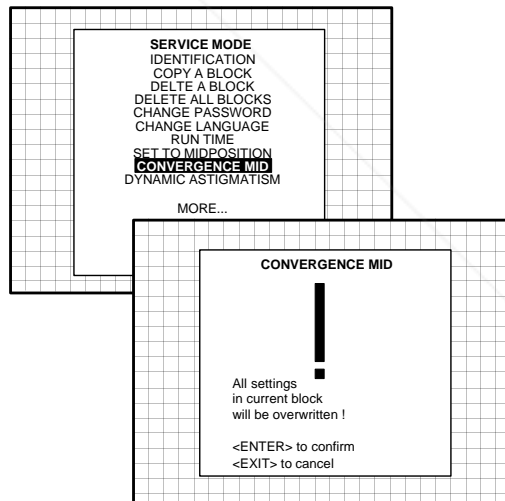 SERVICE MODE
IDENTIFICATION
COPY A BLOCK
DELTE A BLOCK
DELETE ALL BLOCKS
CHANGE PASSWORD
CHANGE LANGUAGE
RUN TIME
SET TO MIDPOSITION
CONVERGENCE MID
DYNAMIC ASTIGMATISM
MORE...
CONVERGENCE MID
!
All settings
in current block
will be overwritten !
<ENTER> to confirm
<EXIT> to cancel